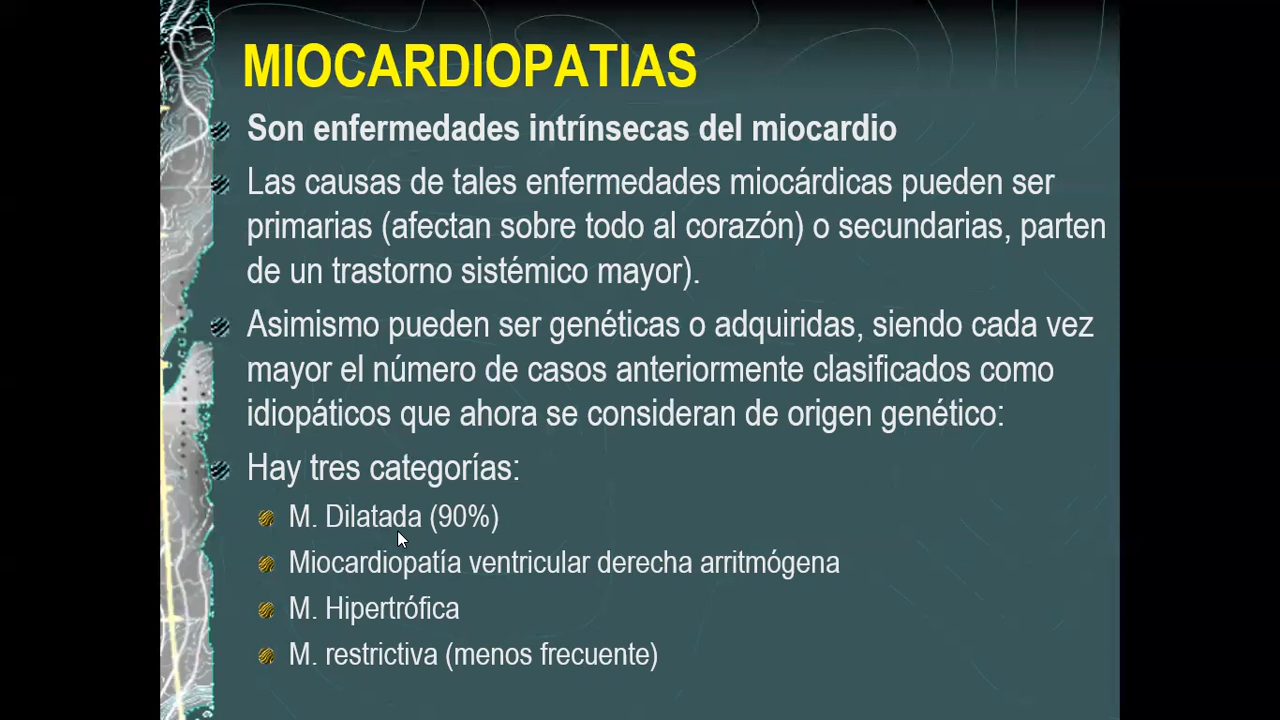 MIOCARDIOPATIAS
Son enfermedades intrínsecas del miocardio
Las causas de tales enfermedades miocárdicas pueden ser
primarias (afectan sobre todo al corazón) o secundarias, parten
de un trastorno sistémico mayor).
Asimismo pueden ser genéticas o adquiridas, siendo cada vez
mayor el número de casos anteriormente clasificados como
idiopáticos que ahora se consideran de origen genético:
Hay tres categorías:
M. Dilatada (90%)
Miocardiopatía ventricular derecha arritmógena
M. Hipertrófica
M. restrictiva (menos frecuente)